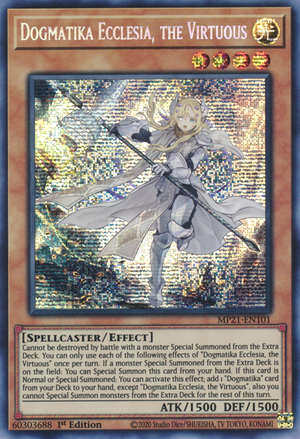 DOGMATIKA ECCLESIA, THE VIRTUOUS
光
MP21-EN101
[SPELLCASTER/EFFECT]
Cannot be destroyed by battle with a monster Special Summoned from the Extra
Deck. You can only use each of the following effects of "Dogmatika Ecclesia, the
Virtuous" once per turn. If a monster Special Summoned from the Extra Deck is
on the field: You can Special Summon this card from your hand. If this card is
Normal or Special Summoned: You can activate this effect; add 1 "Dogmatika" card
from your Deck to your hand, except "Dogmatika Ecclesia, the Virtuous", also you
cannot Special Summon monsters from the Extra Deck for the rest of this turn.
ATK/1500 DEF/1500
60303688 1st Edition ©2020 Studio Dice/SHUEISHA, TV TOKYO, KONAMI